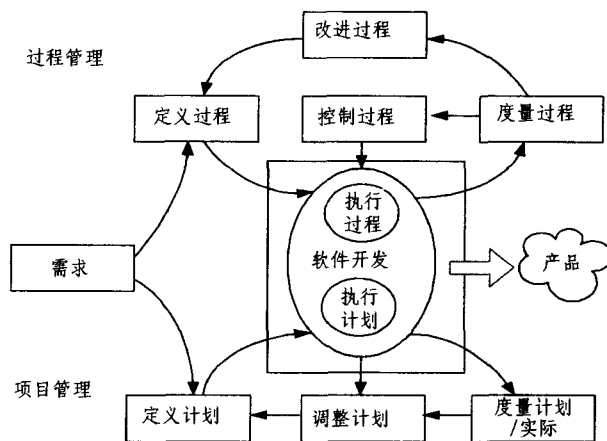 改进过程
过程管理
定义过程
控制过程
度量过程
执行
过程
需求
软件开发
产品
执行
计划
项目管理
定义计划
调整计划
度量计划
/实际